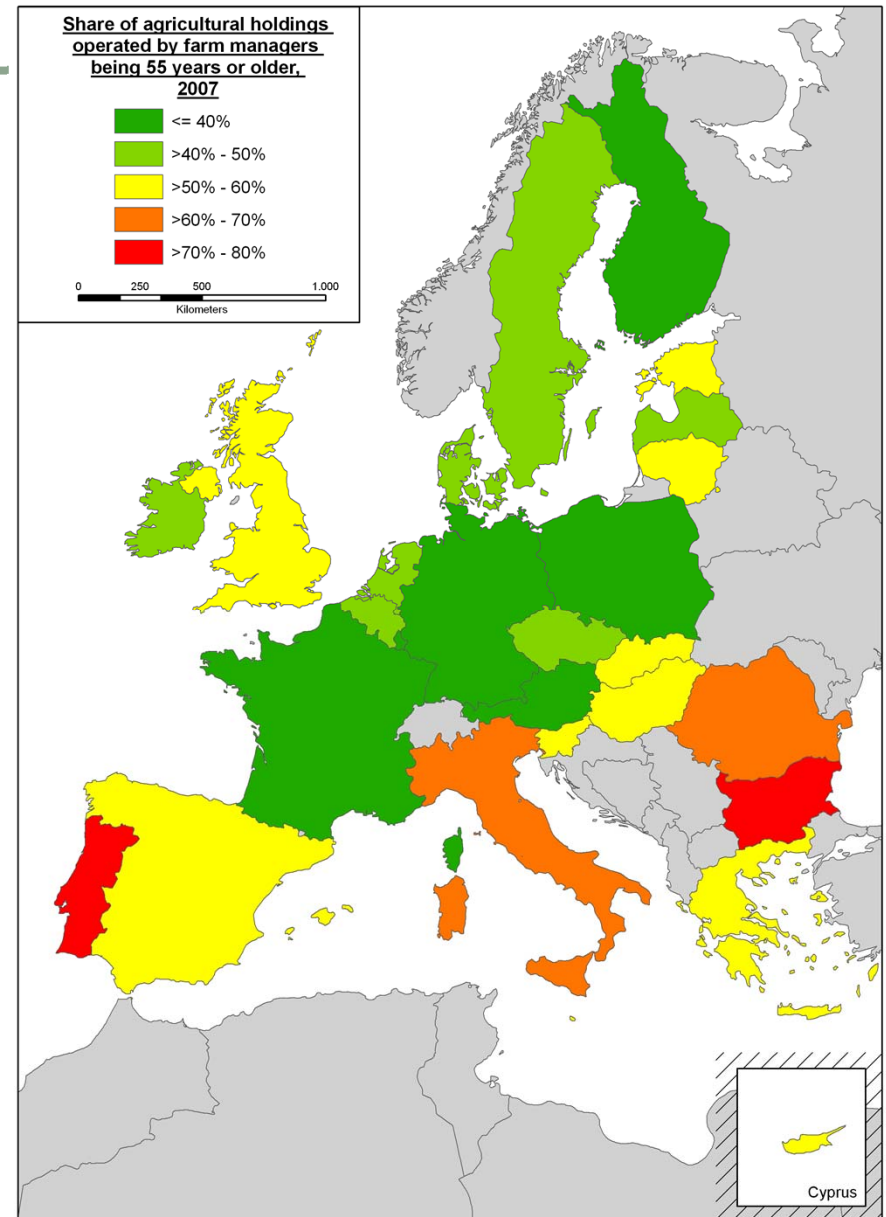 Share of agricultural holdings
operated by farm managers
being 55 years or older,
2007
<= 40%
>40% - 50%
>50% - 60%
>60% - 70%
>70% - 80%
0 250 500 1.000
Kilometers
Cyprus